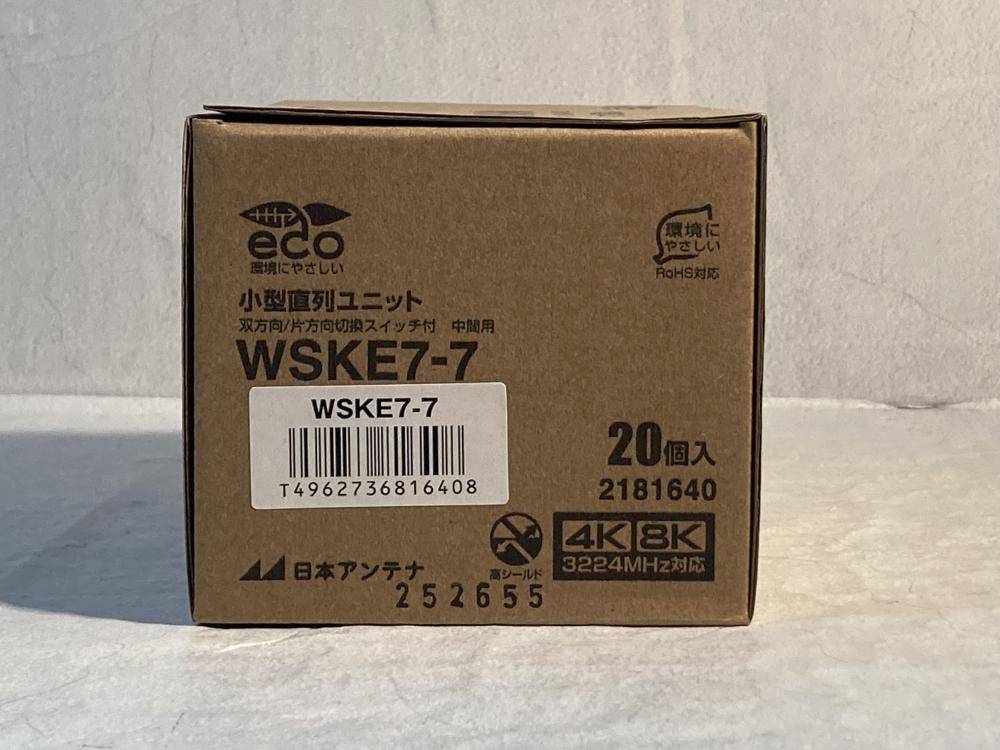 eco
環境にやさしい
環境に
やさしい
RoHS対応
小型直列ユニット
双方向/片方向切換スイッチ付 中間用
WSKE7-7
WSKE7-7
T4962736816408
20個入
2181640
高シールド
4K 8K
3224MHz対応
日本アンテナ
252655